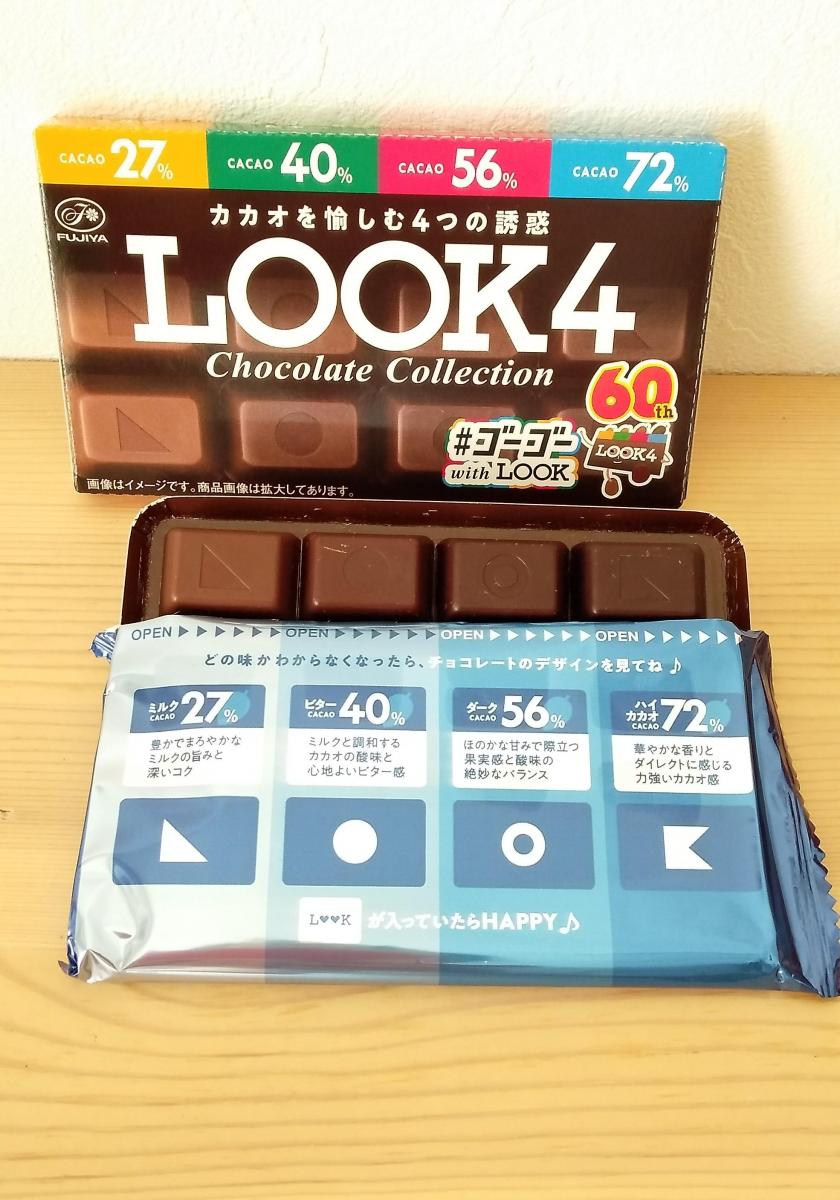 CACAO 27% CACAO 40% CACAO 56% CACAO 72%
FUJIYA
カカオを愉しむ4つの誘惑
LOOK4
Chocolate Collection
60th
#ゴーゴー
with LOOK
LOOK4
画像はイメージです。商品画像は拡大してあります。
OPEN OPEN OPEN OPEN
どの味かわからなくなったら、チョコレートのデザインを見てね♪
ミルク CACAO 27%
豊かでまろやかな
ミルクの旨みと
深いコク
ビター CACAO 40%
ミルクと調和する
カカオの酸味と
心地よいビター感
ダーク CACAO 56%
ほのかな甘みで際立つ
果実感と酸味の
絶妙なバランス
ハイカカオ CACAO 72%
華やかな香りと
ダイレクトに感じる
力強いカカオ感
L♥♥K が入っていたらHAPPY♪